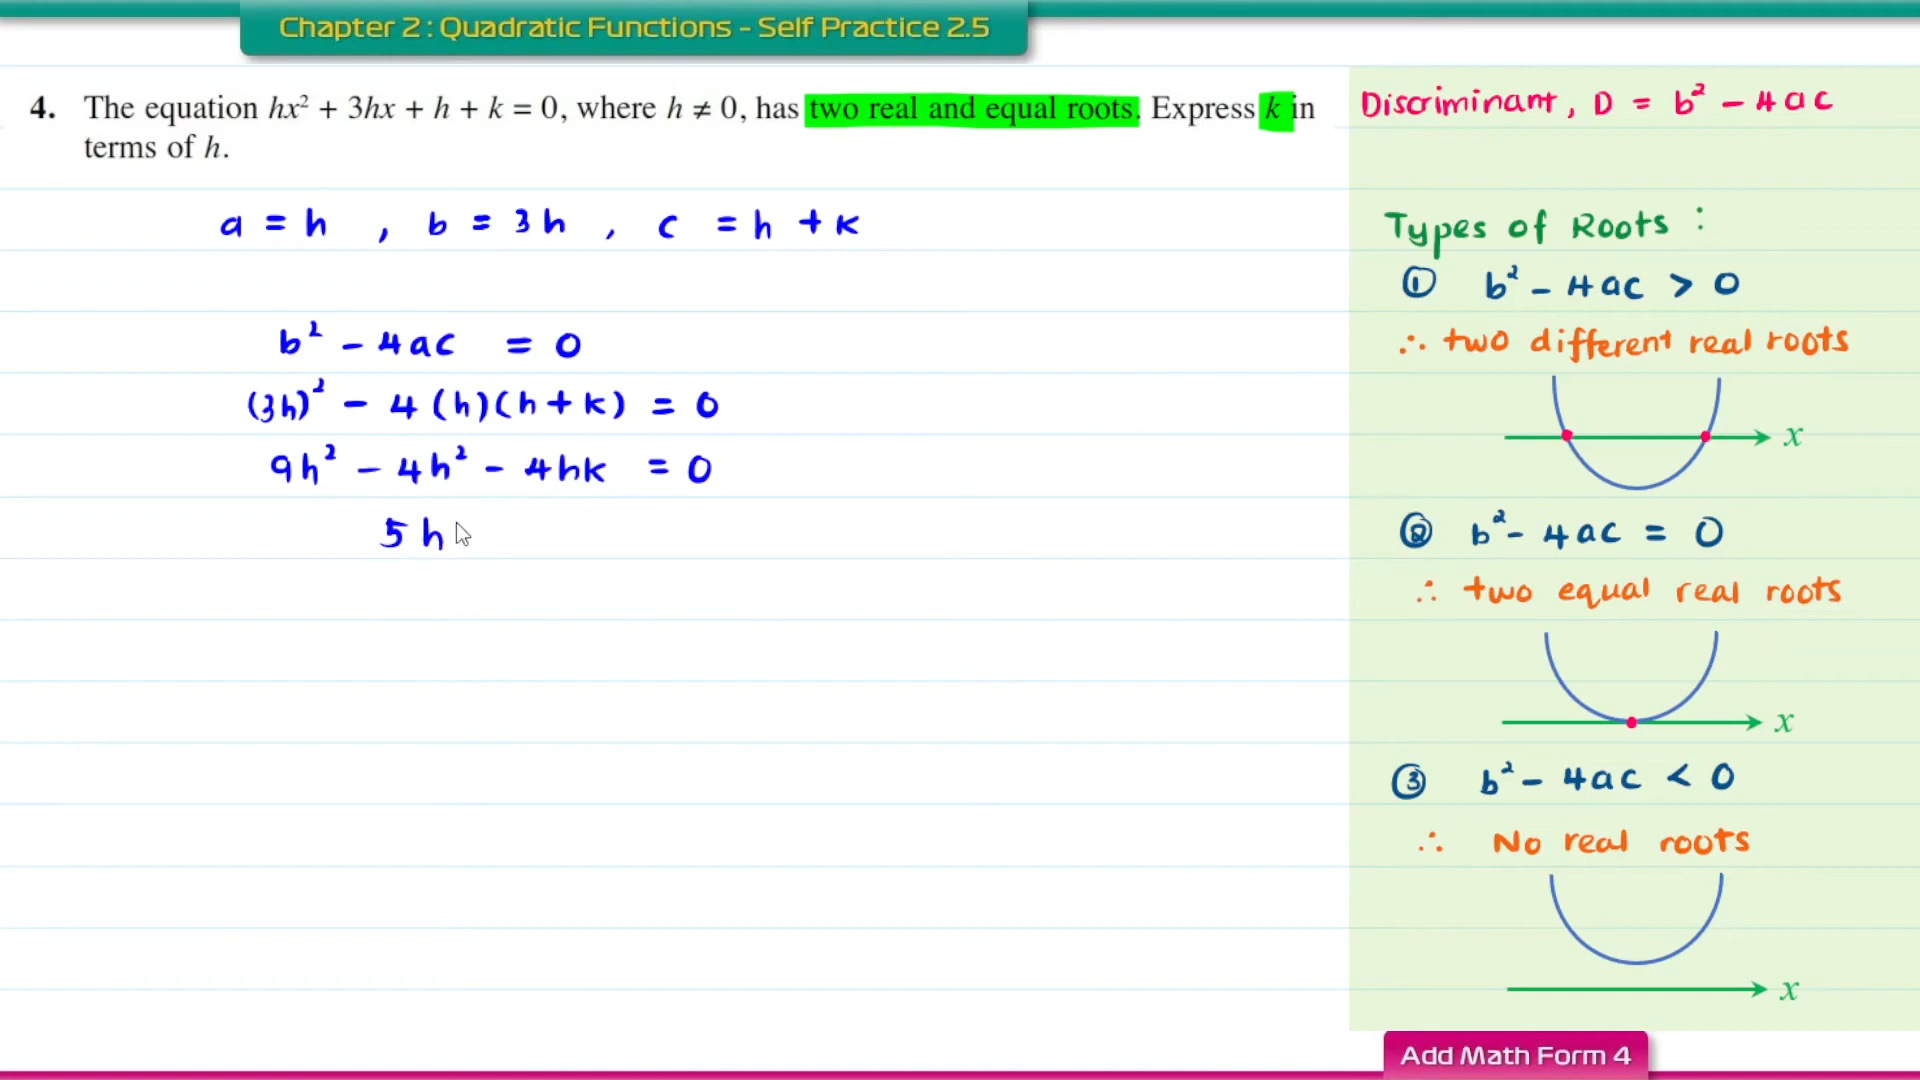 Chapter 2 : Quadratic Functions - Self Practice 2.5
4. The equation hx² + 3hx + h + k = 0, where h ≠ 0, has two real and equal roots. Express k in
terms of h.
a = h , b = 3h , c = h + k
b² - 4ac = 0
(3h)² - 4(h)(h+k) = 0
9h² - 4h² - 4hk = 0
5h
Discriminant, D = b² - 4ac
Types of Roots :
① b² - 4ac > 0
∴ two different real roots
x
② b² - 4ac = 0
∴ two equal real roots
x
③ b² - 4ac < 0
∴ No real roots
x
Add Math Form 4